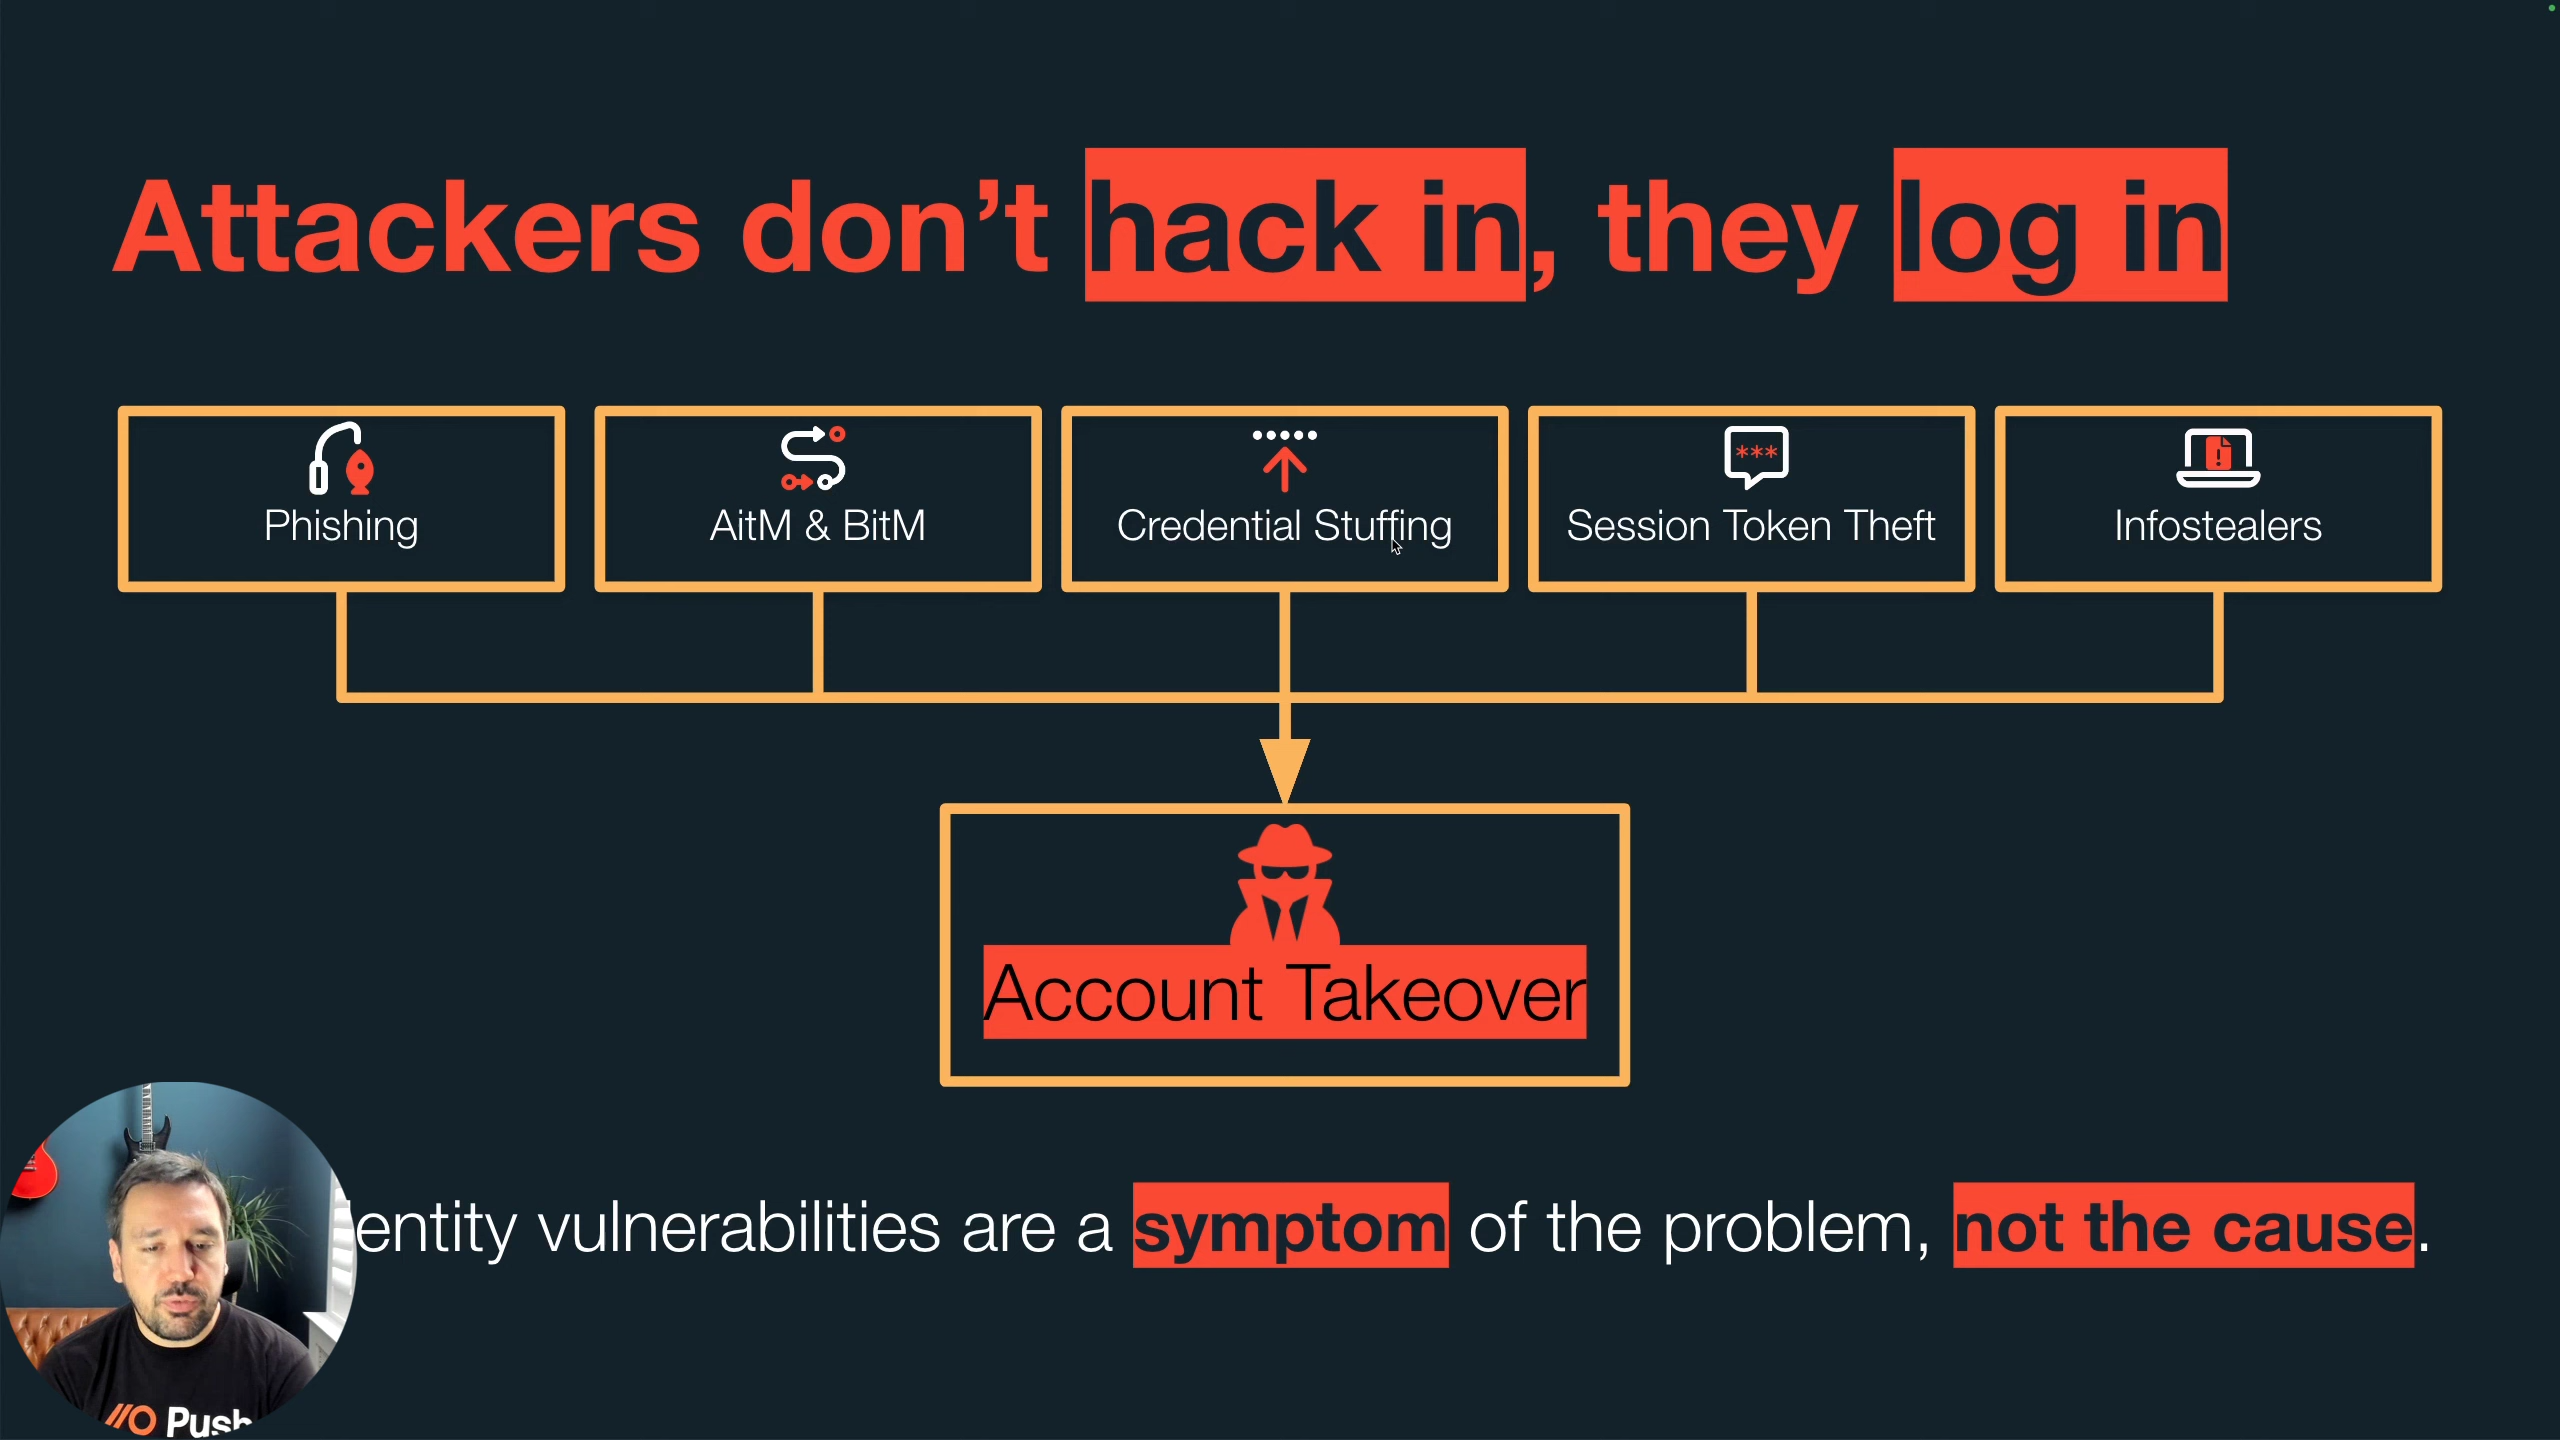 Attackers don’t hack in, they log in
Phishing
AitM & BitM
Credential Stuffing
***
Session Token Theft
Infostealers
Account Takeover
entity vulnerabilities are a symptom of the problem, not the cause.
Push